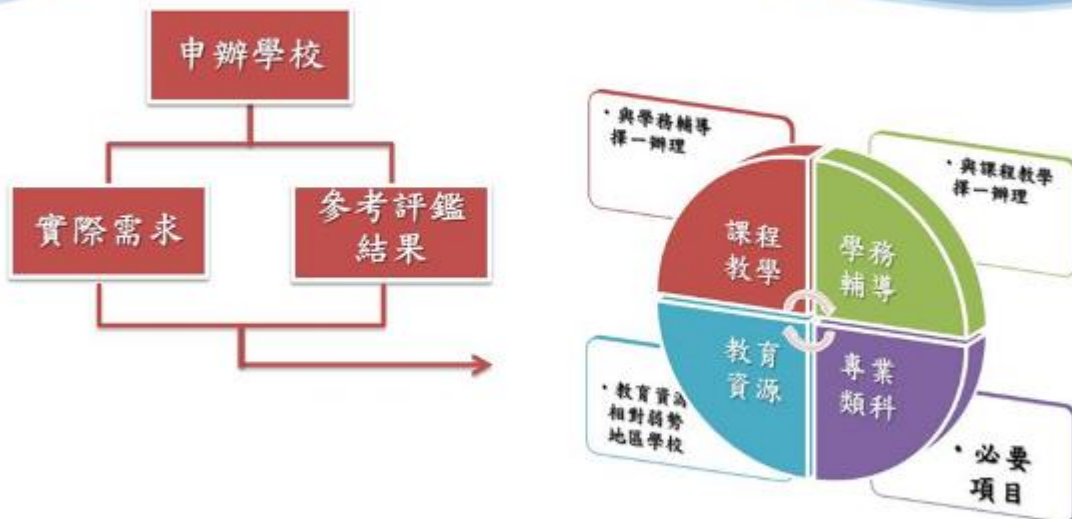 申辦學校
實際需求
參考評鑑
結果
・與學務輔導
擇一辦理
・與課程教學
擇一辦理
課程
教學
學務
輔導
教育
資源
專業
類科
・教育資源
相對弱勢
地區學校
・必要
項目